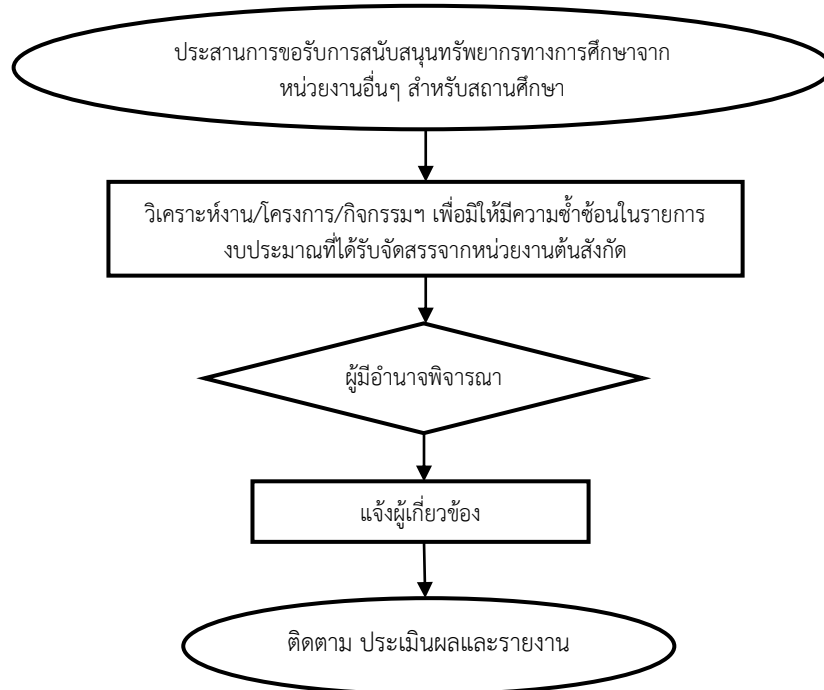 ประสานการขอรับการสนับสนุนทรัพยากรทางการศึกษาจาก
หน่วยงานอื่นๆ สำหรับสถานศึกษา
วิเคราะห์งาน/โครงการ/กิจกรรมฯ เพื่อมิให้มีความซ้ำซ้อนในรายการ
งบประมาณที่ได้รับจัดสรรจากหน่วยงานต้นสังกัด
ผู้มีอำนาจพิจารณา
แจ้งผู้เกี่ยวข้อง
ติดตาม ประเมินผลและรายงาน